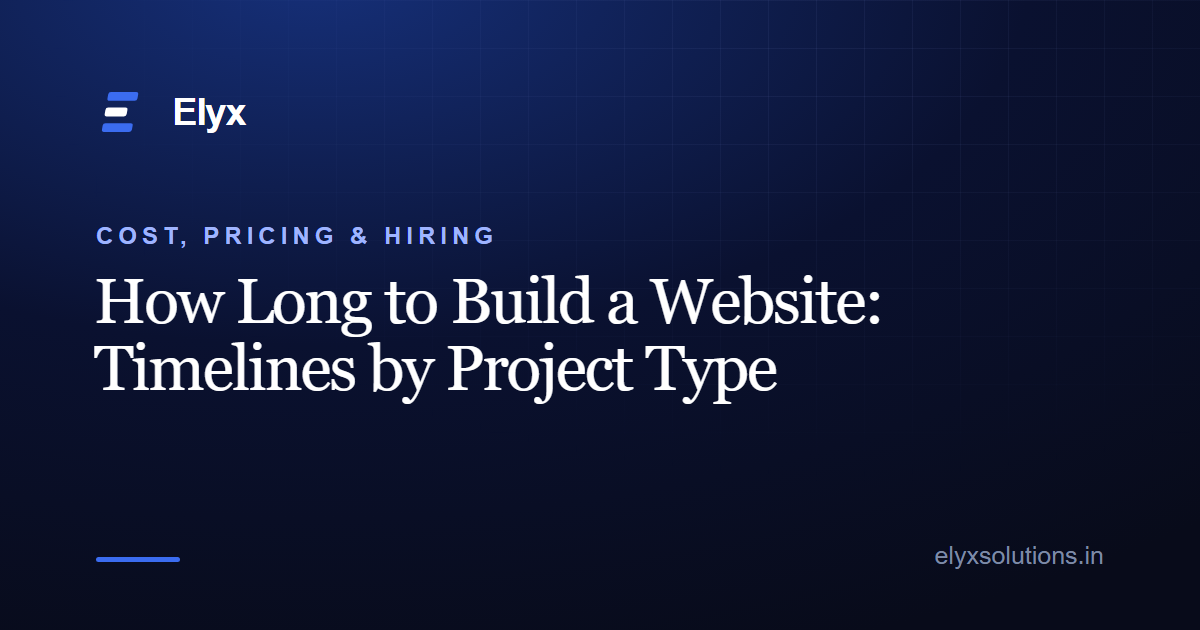 Elyx
COST, PRICING & HIRING
How Long to Build a Website:
Timelines by Project Type
elyxsolutions.in